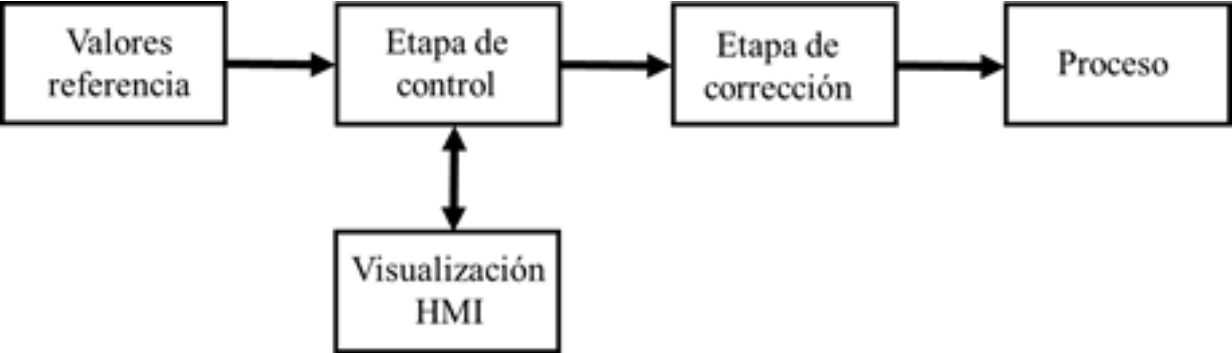 Valores
referencia
Etapa de
control
Etapa de
corrección
Proceso
Visualización
HMI